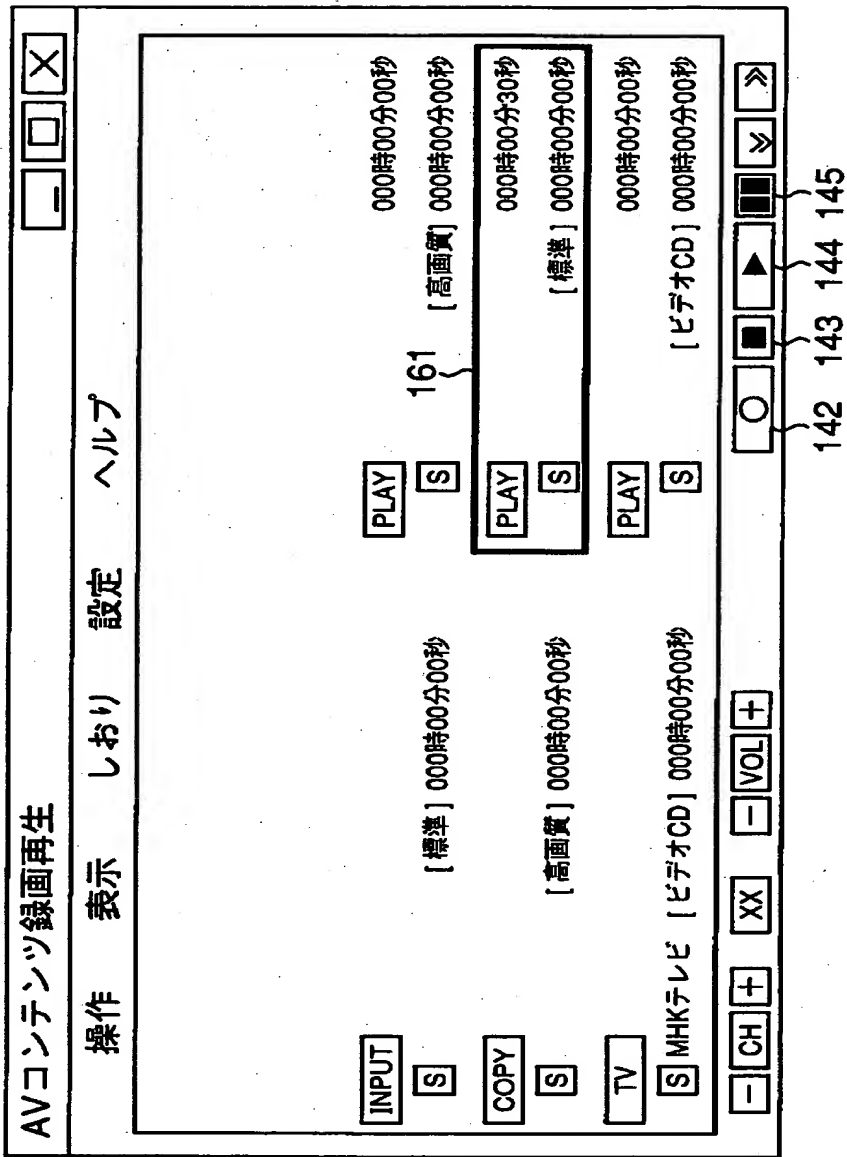 AVコンテンツ録画再生
操作 表示 しおり 設定 ヘルプ
INPUT
S [標準] 000時00分00秒
PLAY 000時00分00秒
S [高画質] 000時00分00秒
161
COPY
S [高画質] 000時00分00秒
PLAY 000時00分30秒
S [標準] 000時00分00秒
TV
S MHKテレビ [ビデオCD] 000時00分00秒
PLAY 000時00分00秒
S [ビデオCD] 000時00分00秒
− CH + XX − VOL +
142 143 144 145